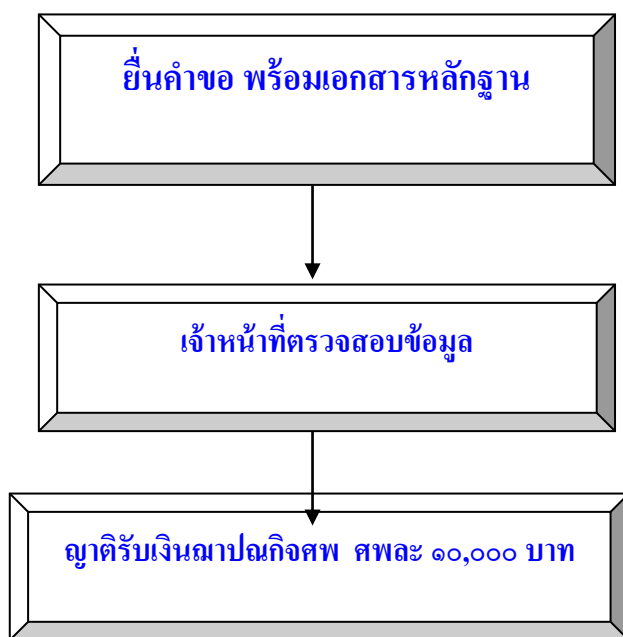 ยื่นคำขอ พร้อมเอกสารหลักฐาน
เจ้าหน้าที่ตรวจสอบข้อมูล
ญาติรับเงินฌาปณกิจศพ ศพละ ๑๐,๐๐๐ บาท